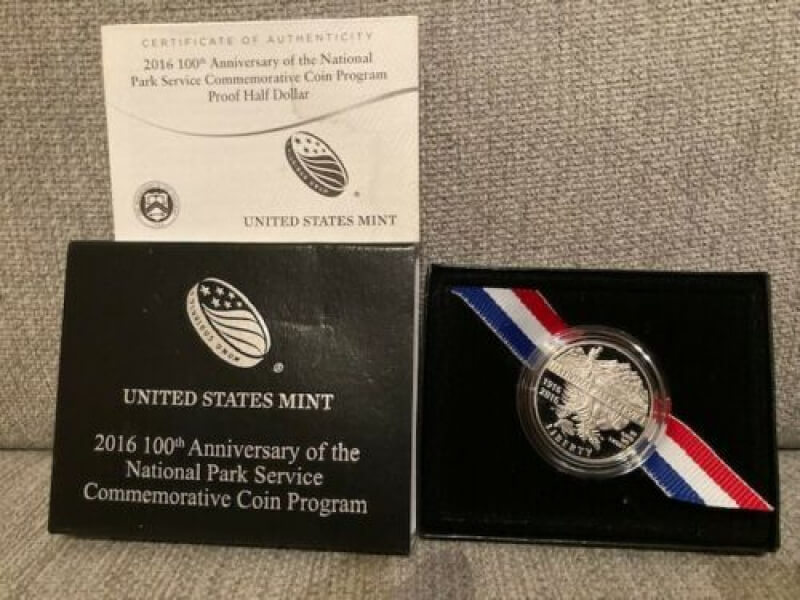 CERTIFICATE OF AUTHENTICITY
2016 100th Anniversary of the National
Park Service Commemorative Coin Program
Proof Half Dollar
®
UNITED STATES MINT
®
UNITED STATES MINT
2016 100th Anniversary of the
National Park Service
Commemorative Coin Program
1916
2016
LIBERTY